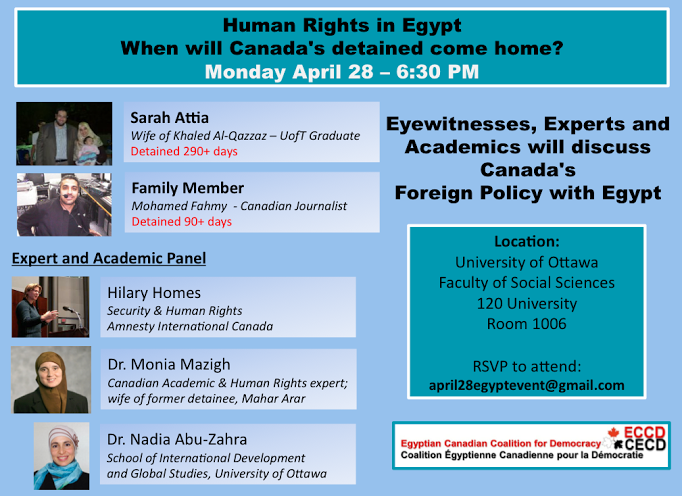 Human Rights in Egypt
When will Canada's detained come home?
Monday April 28 – 6:30 PM
Sarah Attia
Wife of Khaled Al-Qazzaz – UofT Graduate
Detained 290+ days
Family Member
Mohamed Fahmy - Canadian Journalist
Detained 90+ days
Expert and Academic Panel
Hilary Homes
Security & Human Rights
Amnesty International Canada
Dr. Monia Mazigh
Canadian Academic & Human Rights expert;
wife of former detainee, Mahar Arar
Dr. Nadia Abu-Zahra
School of International Development
and Global Studies, University of Ottawa
Eyewitnesses, Experts and
Academics will discuss
Canada's
Foreign Policy with Egypt
Location:
University of Ottawa
Faculty of Social Sciences
120 University
Room 1006
RSVP to attend:
april28egyptevent@gmail.com
Egyptian Canadian Coalition for Democracy
Coalition Égyptienne Canadienne pour la Démocratie
ECCD
CECD